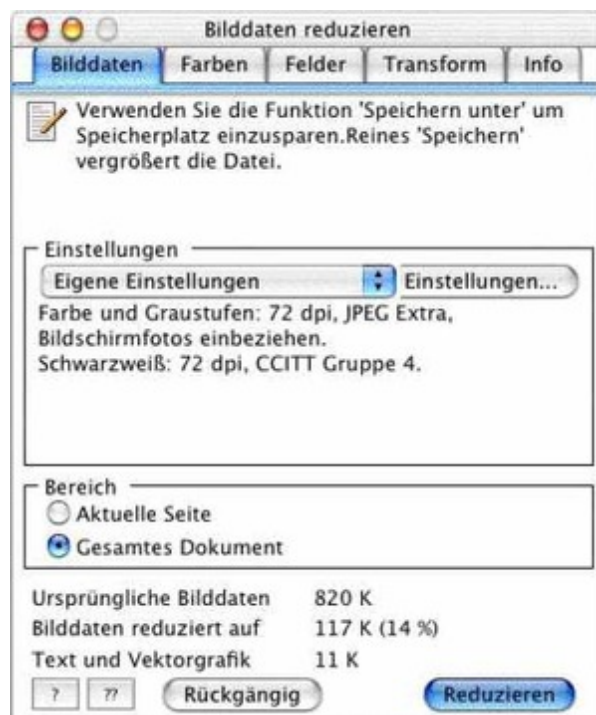 Bilddaten reduzieren
Bilddaten Farben Felder Transform Info
Verwenden Sie die Funktion 'Speichern unter' um
Speicherplatz einzusparen.Reines 'Speichern'
vergrößert die Datei.
Einstellungen
Eigene Einstellungen Einstellungen...
Farbe und Graustufen: 72 dpi, JPEG Extra,
Bildschirmfotos einbeziehen.
Schwarzweiß: 72 dpi, CCITT Gruppe 4.
Bereich
Aktuelle Seite
Gesamtes Dokument
Ursprüngliche Bilddaten 820 K
Bilddaten reduziert auf 117 K (14 %)
Text und Vektorgrafik 11 K
? ?? Rückgängig Reduzieren